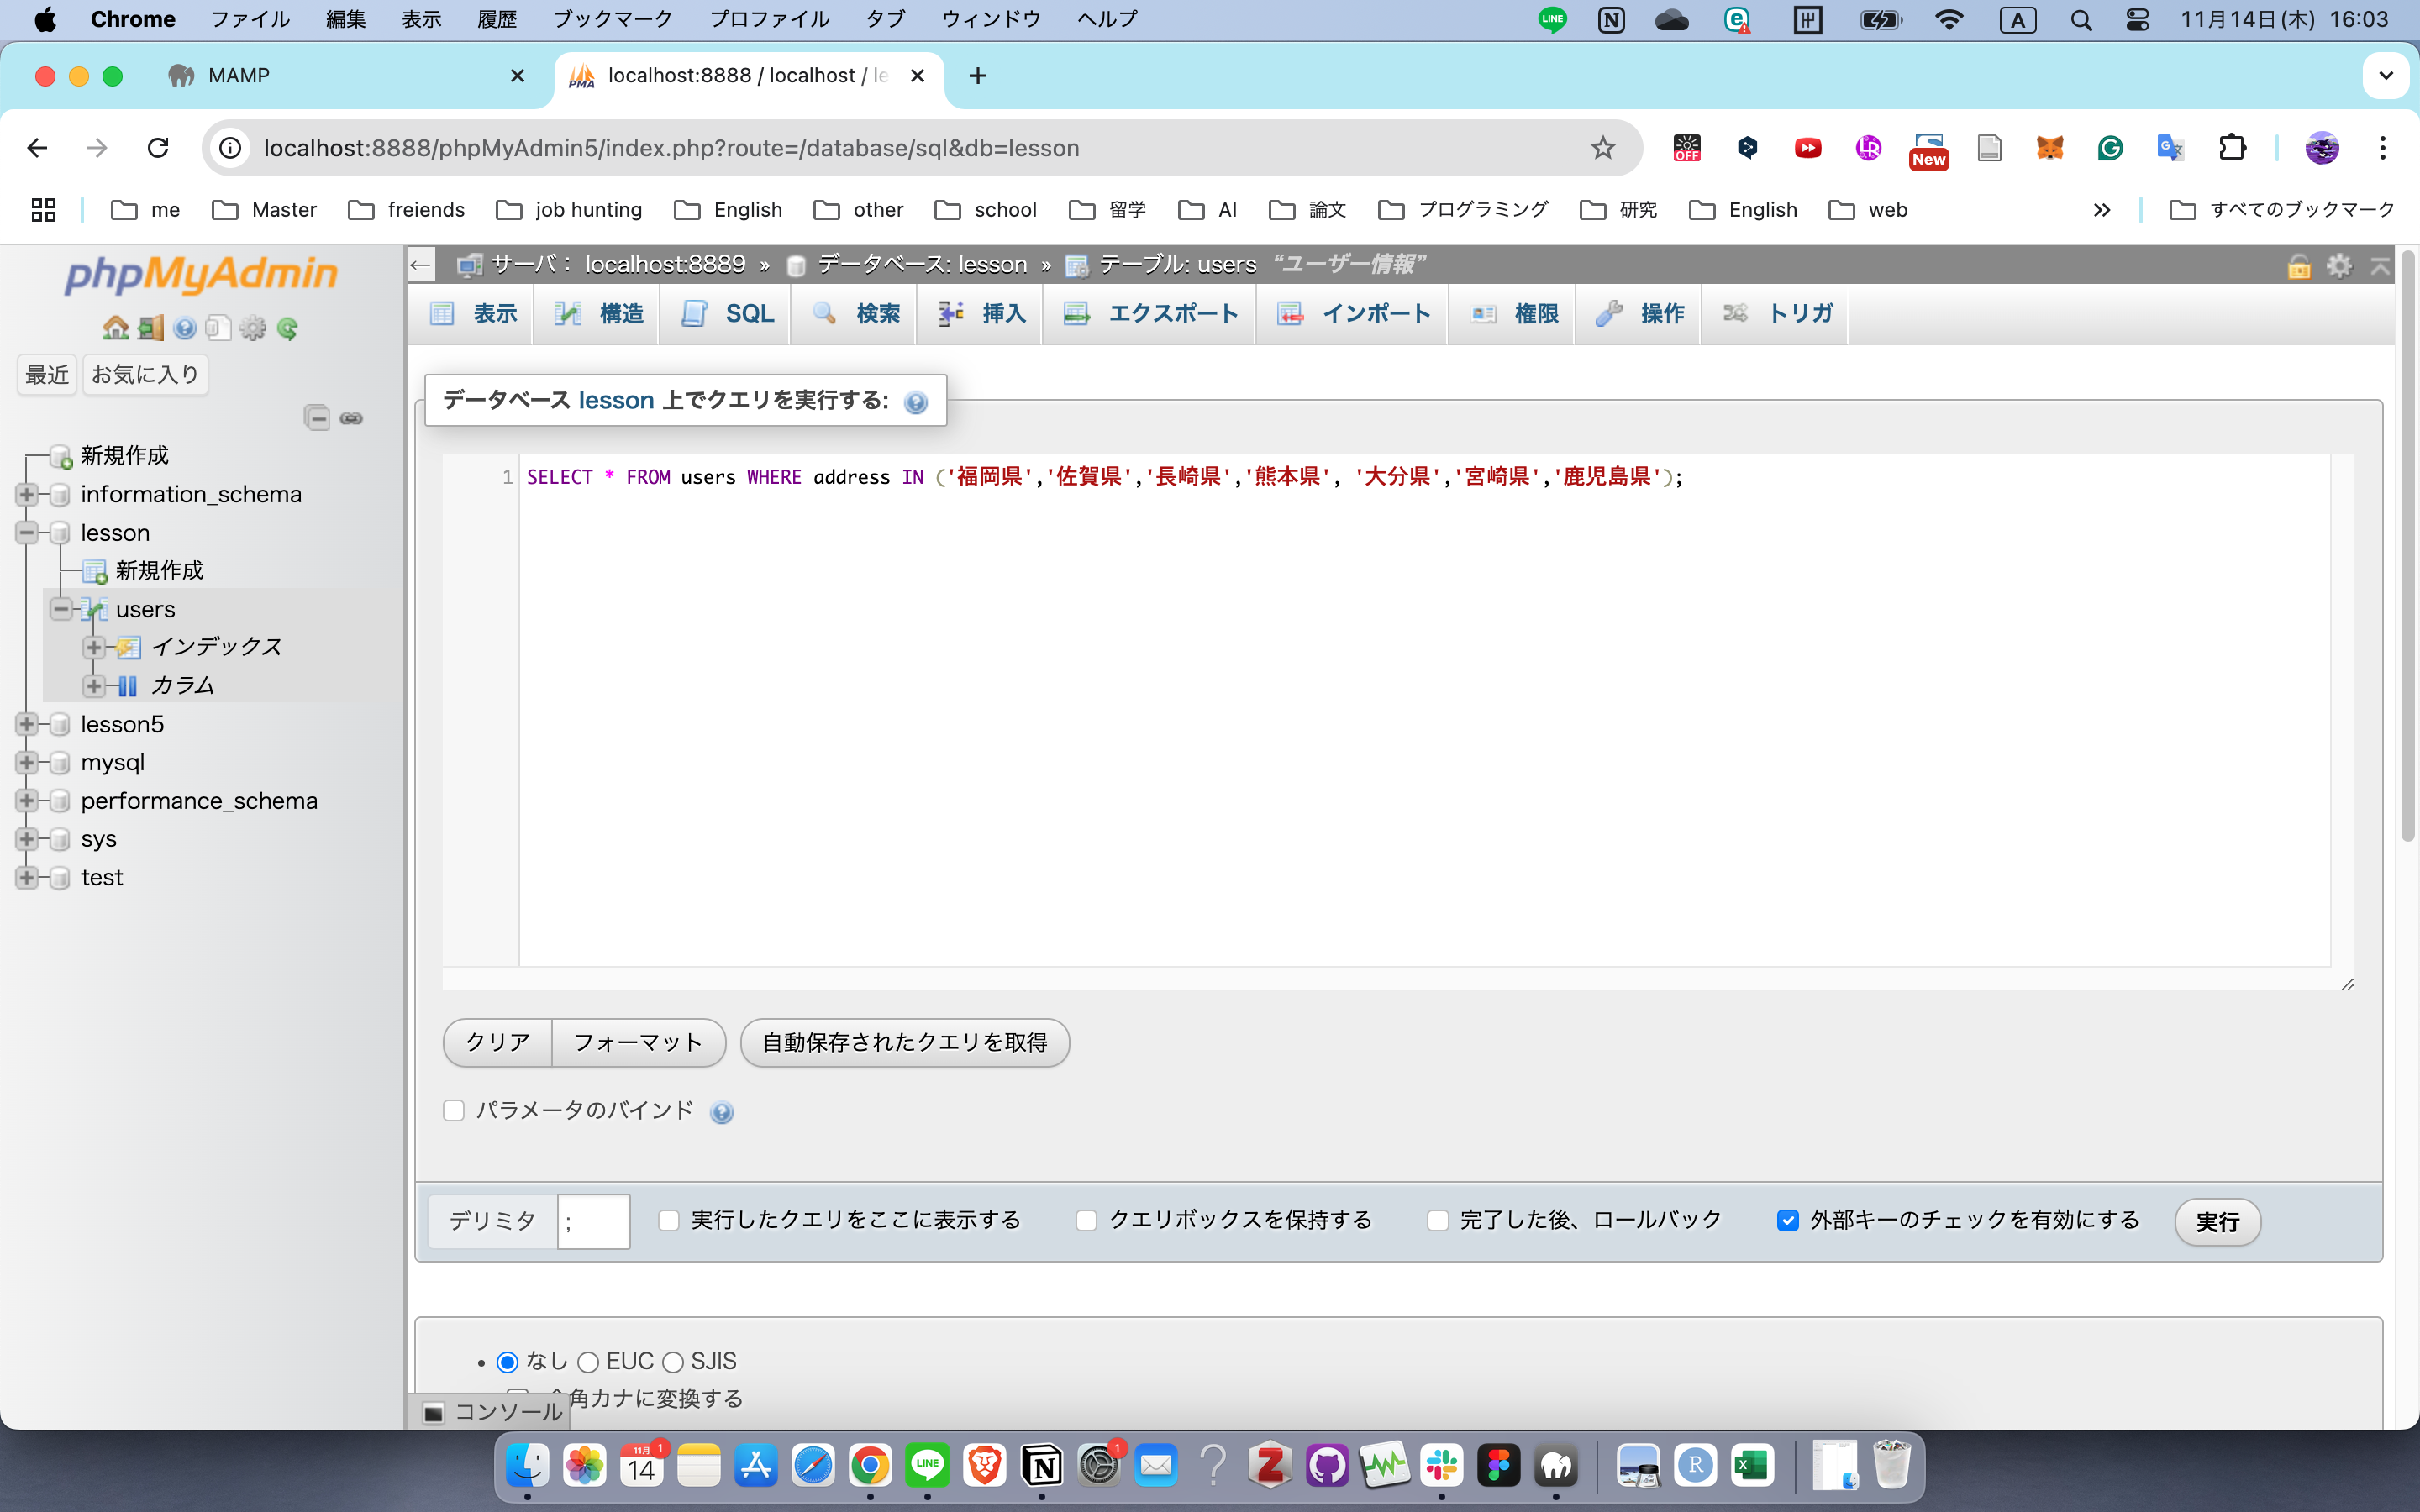 Chrome ファイル 編集 表示 履歴 ブックマーク プロファイル タブ ウィンドウ ヘルプ LINE A 11月14日(木) 16:03
MAMP
PMA localhost:8888 / localhost / le
localhost:8888/phpMyAdmin5/index.php?route=/database/sql&db=lesson
OFF New
me Master freiends job hunting English other school 留学 AI 論文 プログラミング 研究 English web » すべてのブックマーク
phpMyAdmin
最近 お気に入り
新規作成
information_schema
lesson
新規作成
users
インデックス
カラム
lesson5
mysql
performance_schema
sys
test
サーバ: localhost:8889 » データベース: lesson » テーブル: users “ユーザー情報”
表示 構造 SQL 検索 挿入 エクスポート インポート 権限 操作 トリガ
データベース lesson 上でクエリを実行する:
1 SELECT * FROM users WHERE address IN ('福岡県','佐賀県','長崎県','熊本県', '大分県','宮崎県','鹿児島県');
クリア フォーマット 自動保存されたクエリを取得
パラメータのバインド
デリミタ ; 実行したクエリをここに表示する クエリボックスを保持する 完了した後、ロールバック 外部キーのチェックを有効にする 実行
なし EUC SJIS
角カナに変換する
コンソール
11月 14 1 LINE 1